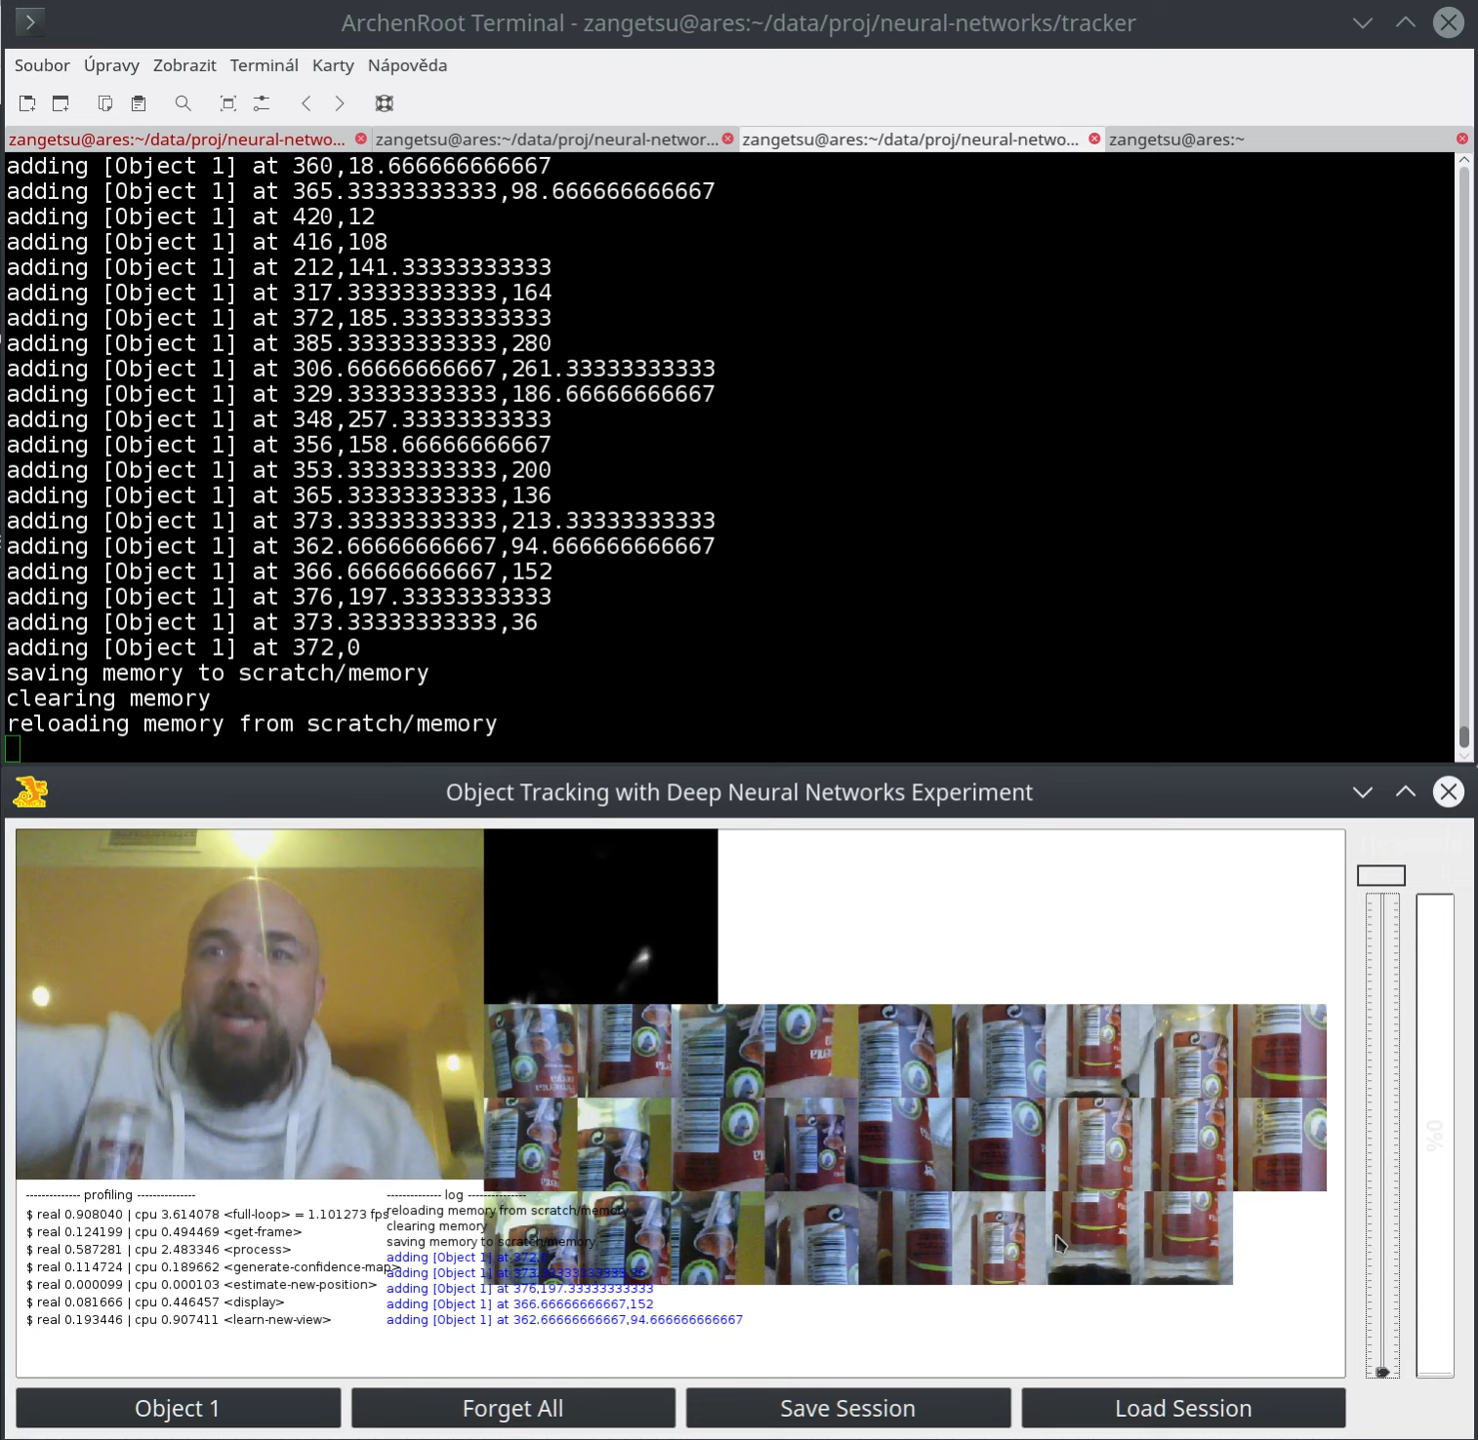 ArchenRoot Terminal - zangetsu@ares:~/data/proj/neural-networks/tracker
Soubor Úpravy Zobrazit Terminál Karty Nápověda
zangetsu@ares:~/data/proj/neural-netwo... zangetsu@ares:~/data/proj/neural-networ... zangetsu@ares:~/data/proj/neural-netwo... zangetsu@ares:~
adding [Object 1] at 360,18.666666666667
adding [Object 1] at 365.33333333333,98.666666666667
adding [Object 1] at 420,12
adding [Object 1] at 416,108
adding [Object 1] at 212,141.33333333333
adding [Object 1] at 317.33333333333,164
adding [Object 1] at 372,185.33333333333
adding [Object 1] at 385.33333333333,280
adding [Object 1] at 306.66666666667,261.33333333333
adding [Object 1] at 329.33333333333,186.66666666667
adding [Object 1] at 348,257.33333333333
adding [Object 1] at 356,158.66666666667
adding [Object 1] at 353.33333333333,200
adding [Object 1] at 365.33333333333,136
adding [Object 1] at 373.33333333333,213.33333333333
adding [Object 1] at 362.66666666667,94.666666666667
adding [Object 1] at 366.66666666667,152
adding [Object 1] at 376,197.33333333333
adding [Object 1] at 373.33333333333,36
adding [Object 1] at 372,0
saving memory to scratch/memory
clearing memory
reloading memory from scratch/memory
Object Tracking with Deep Neural Networks Experiment
0%
-------------- profiling ---------------
$ real 0.908040 | cpu 3.614078 <full-loop> = 1.101273 fps
$ real 0.124199 | cpu 0.494469 <get-frame>
$ real 0.587281 | cpu 2.483346 <process>
$ real 0.114724 | cpu 0.189662 <generate-confidence-map>
$ real 0.000099 | cpu 0.000103 <estimate-new-position>
$ real 0.081666 | cpu 0.446457 <display>
$ real 0.193446 | cpu 0.907411 <learn-new-view>
-------------- log ---------------
reloading memory from scratch/memory
clearing memory
saving memory to scratch/memory
adding [Object 1] at 372,0
adding [Object 1] at 373.33333333333,36
adding [Object 1] at 376,197.33333333333
adding [Object 1] at 366.66666666667,152
adding [Object 1] at 362.66666666667,94.666666666667
Object 1 Forget All Save Session Load Session